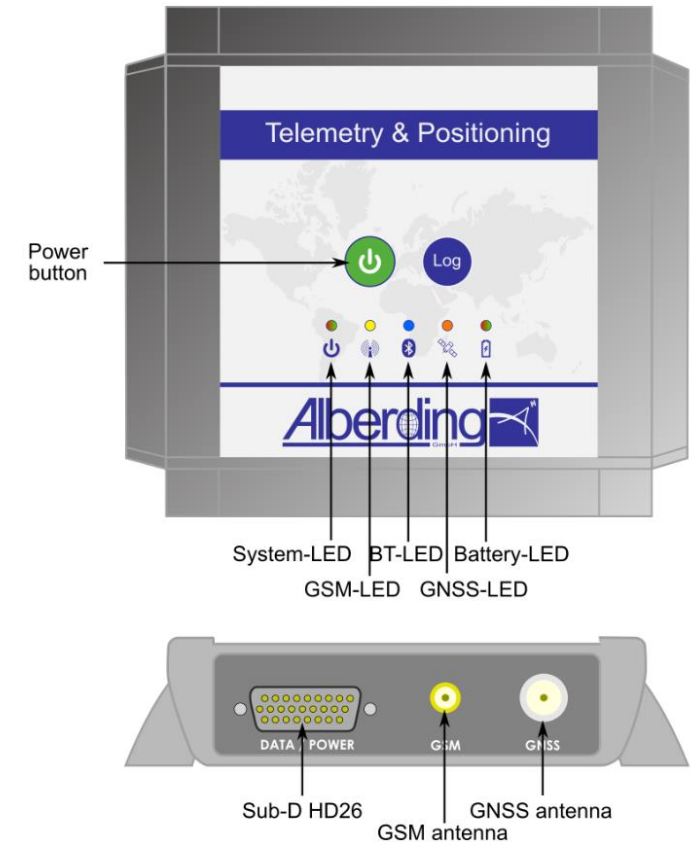 Telemetry & Positioning
Power
button
Log
Alberding
GmbH
System-LED
BT-LED
Battery-LED
GSM-LED
GNSS-LED
DATA / POWER
GSM
GNSS
Sub-D HD26
GNSS antenna
GSM antenna